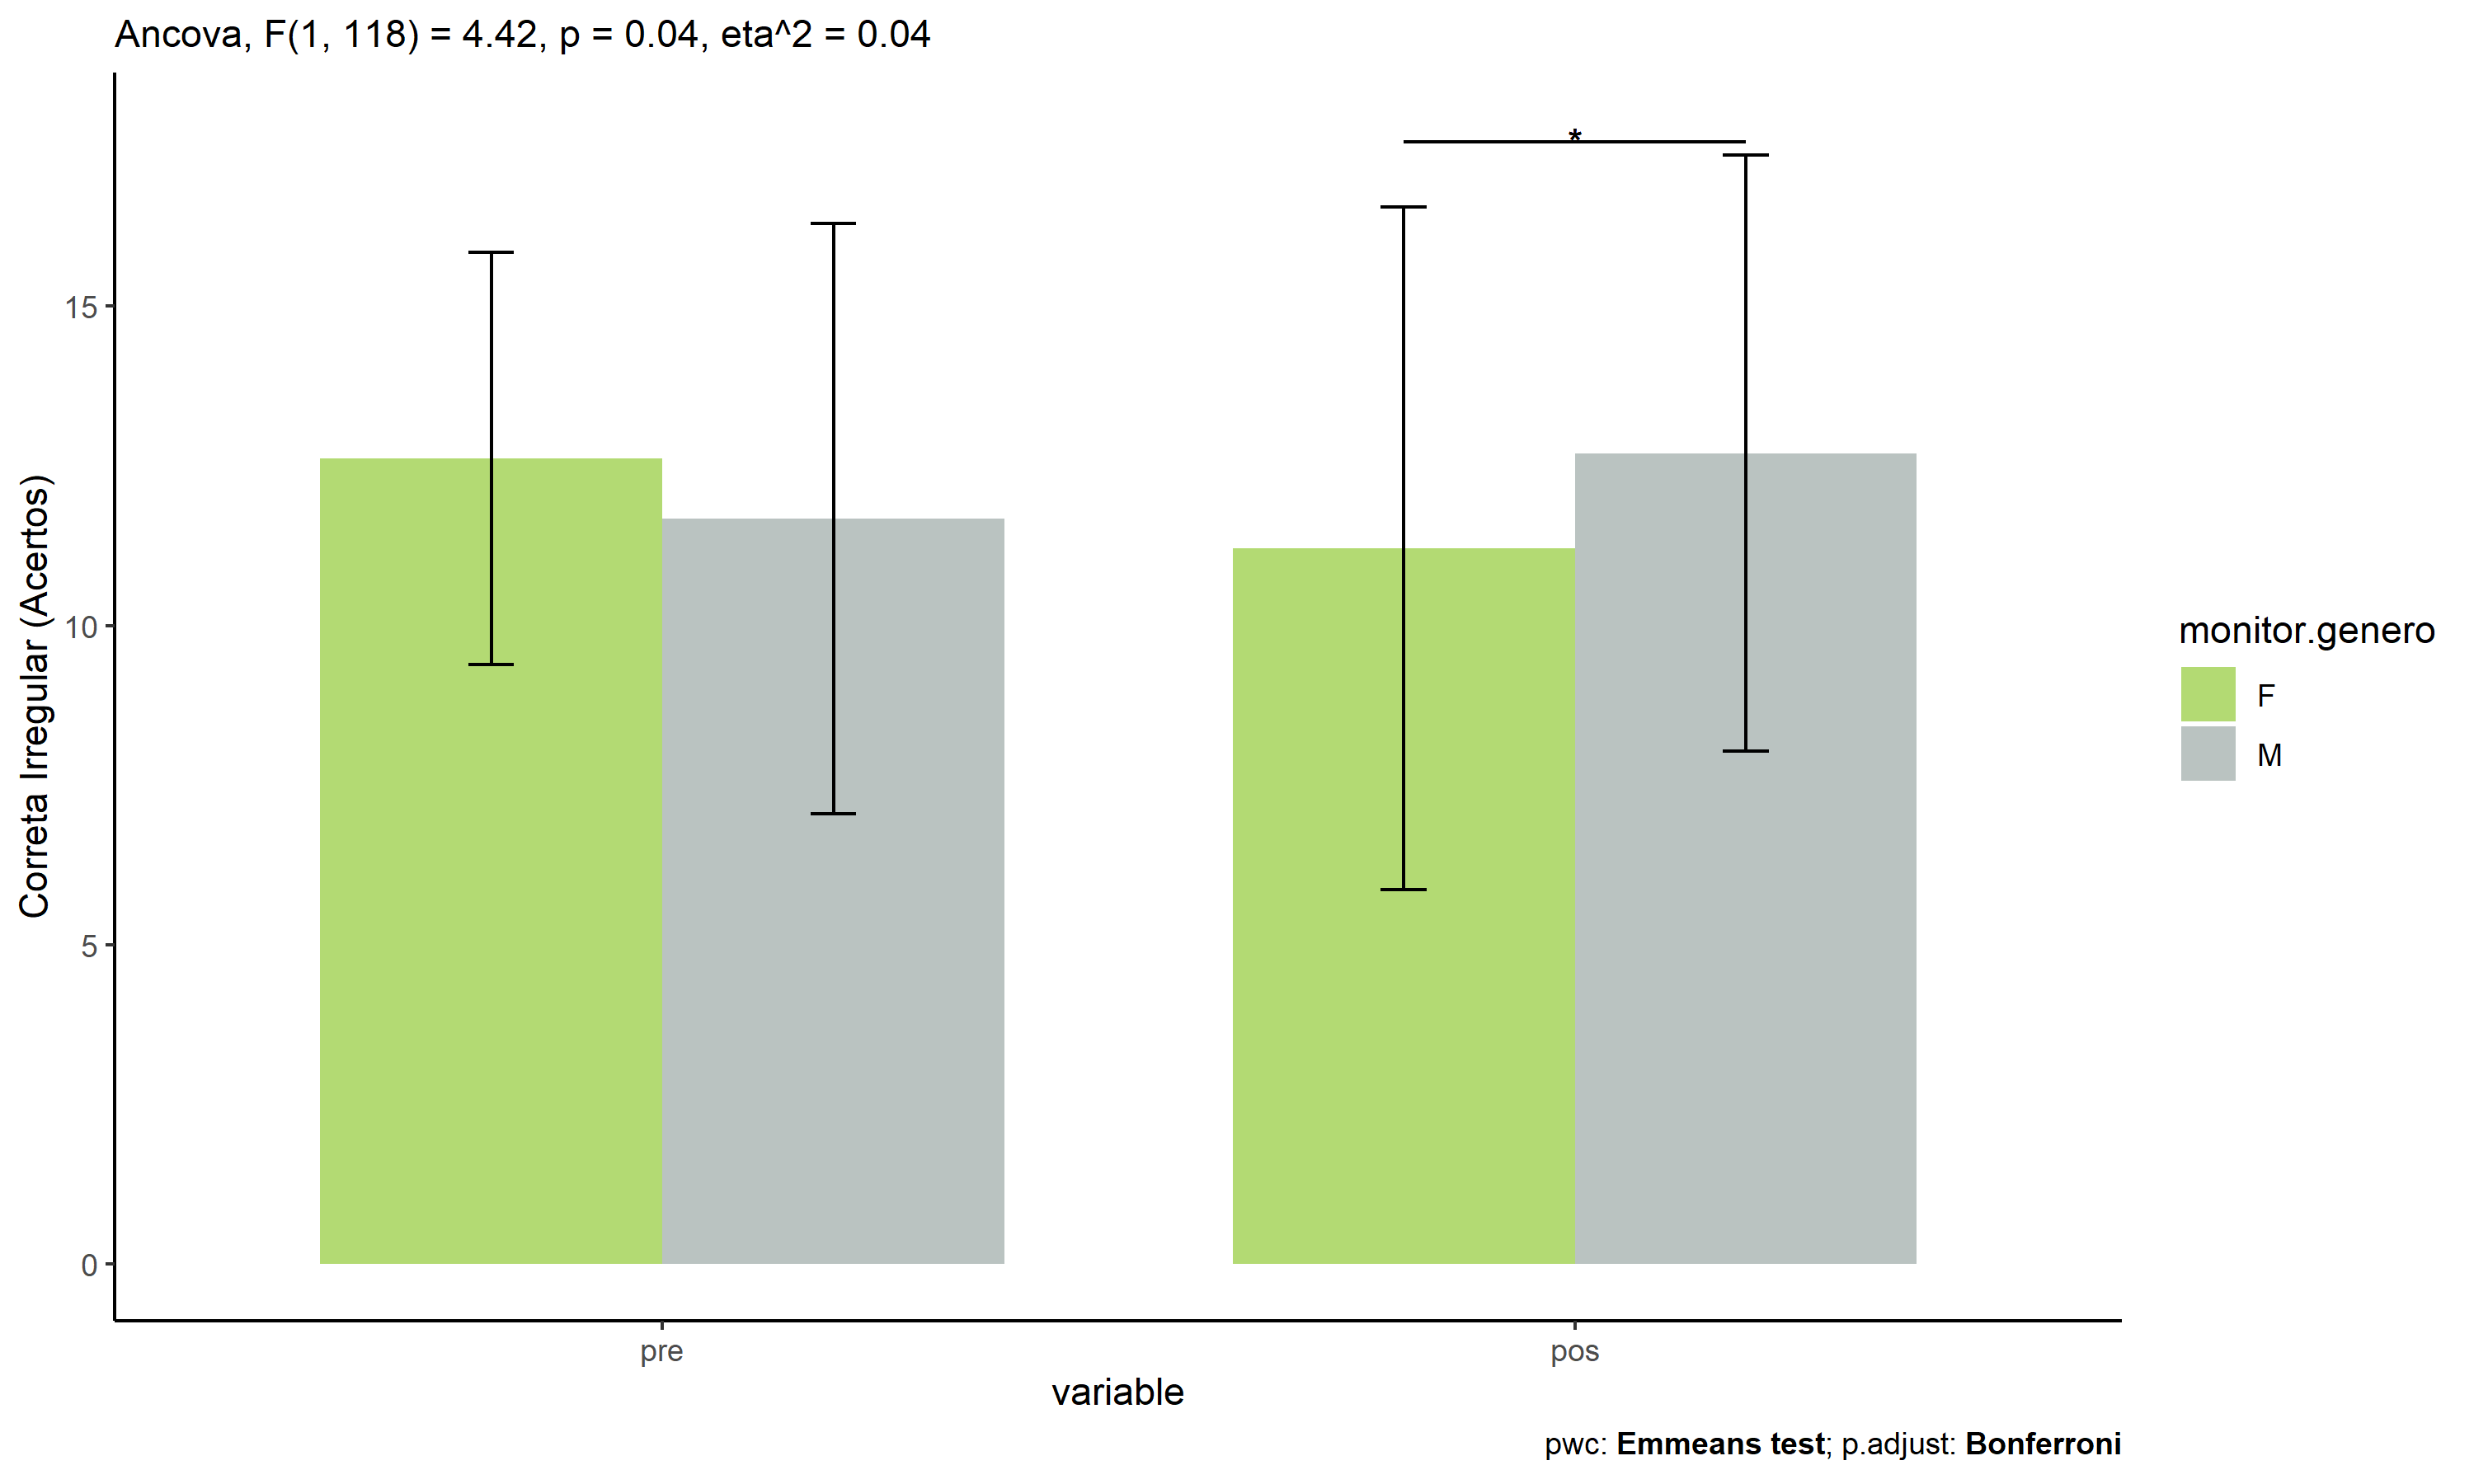 Ancova, F(1, 118) = 4.42, p = 0.04, eta^2 = 0.04
*
15
10
5
0
Correta Irregular (Acertos)
pre
pos
variable
monitor.genero
F
M
pwc: Emmeans test; p.adjust: Bonferroni